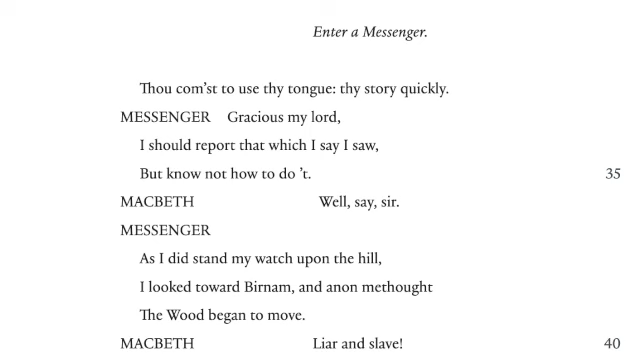 Enter a Messenger.
Thou com'st to use thy tongue: thy story quickly.
MESSENGER Gracious my lord,
I should report that which I say I saw,
But know not how to do 't. 35
MACBETH Well, say, sir.
MESSENGER
As I did stand my watch upon the hill,
I looked toward Birnam, and anon methought
The Wood began to move.
MACBETH Liar and slave! 40